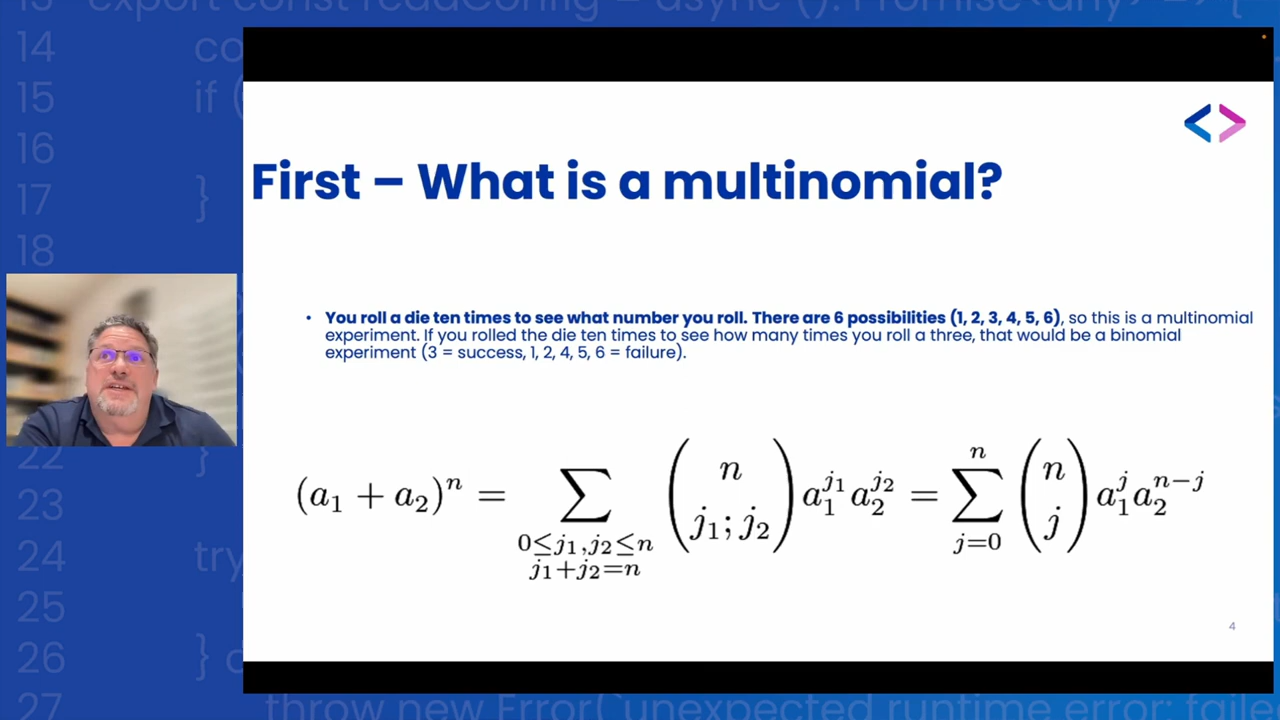 13 export const readConfig = async (): Promise<any> => {
14 co
15 if (
16
17 }
18
First – What is a multinomial?
• You roll a die ten times to see what number you roll. There are 6 possibilities (1, 2, 3, 4, 5, 6), so this is a multinomial
experiment. If you rolled the die ten times to see how many times you roll a three, that would be a binomial
experiment (3 = success, 1, 2, 4, 5, 6 = failure).
(a₁ + a₂)ⁿ = ∑_{0≤j₁,j₂≤n, j₁+j₂=n} (n / j₁; j₂) a₁^{j₁} a₂^{j₂} = ∑_{j=0}^{n} (n / j) a₁^{j} a₂^{n−j}
4
22 }
23
24 try
25
26 } c
27 throw new Error(`unexpected runtime error: faile